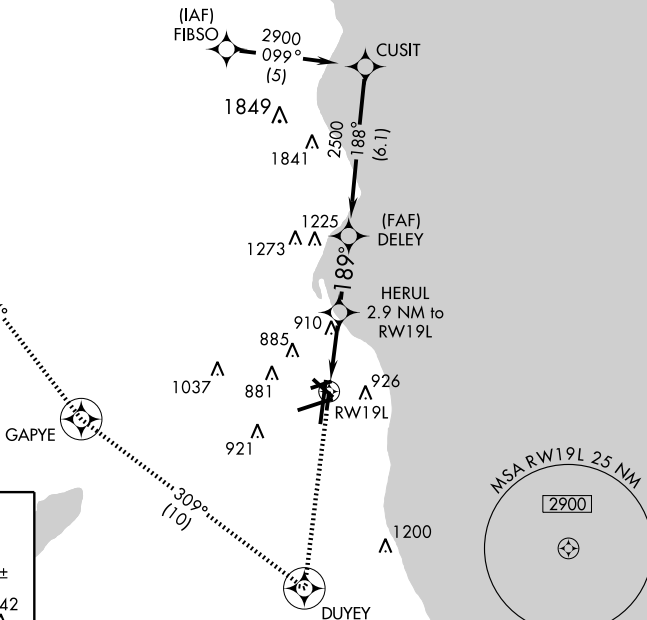 (IAF)
FIBSO
2900
099°
(5)
CUSIT
1849
1841
2500
188°
(6.1)
1225
1273
(FAF)
DELEY
189°
HERUL
2.9 NM to
RW19L
910
885
1037
881
926
RW19L
921
GAPYE
309°
(10)
MSA RW19L 25 NM
2900
1200
±
42
DUYEY